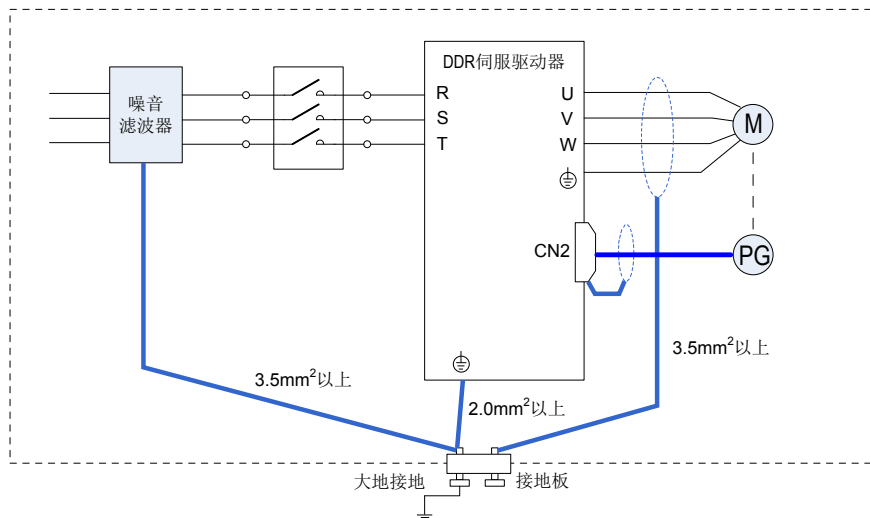 DDR伺服驱动器
噪音
滤波器
R
S
T
U
V
W
M
CN2
PG
3.5mm²以上
2.0mm²以上
3.5mm²以上
大地接地
接地板